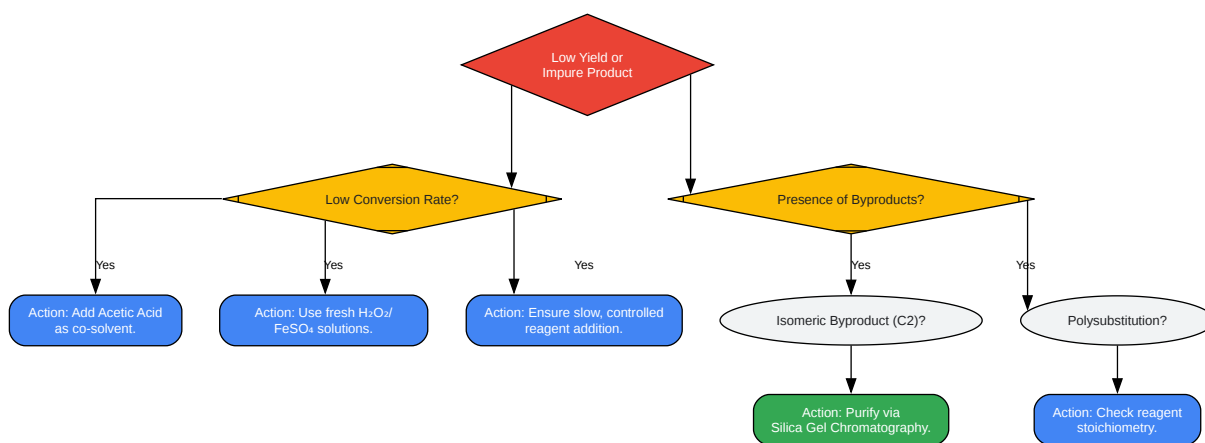 Low Yield or
Impure Product
Low Conversion Rate?
Presence of Byproducts?
Yes
Yes
Yes
Yes
Yes
Action: Add Acetic Acid
as co-solvent.
Action: Use fresh H₂O₂/
FeSO₄ solutions.
Action: Ensure slow, controlled
reagent addition.
Isomeric Byproduct (C2)?
Polysubstitution?
Action: Purify via
Silica Gel Chromatography.
Action: Check reagent
stoichiometry.